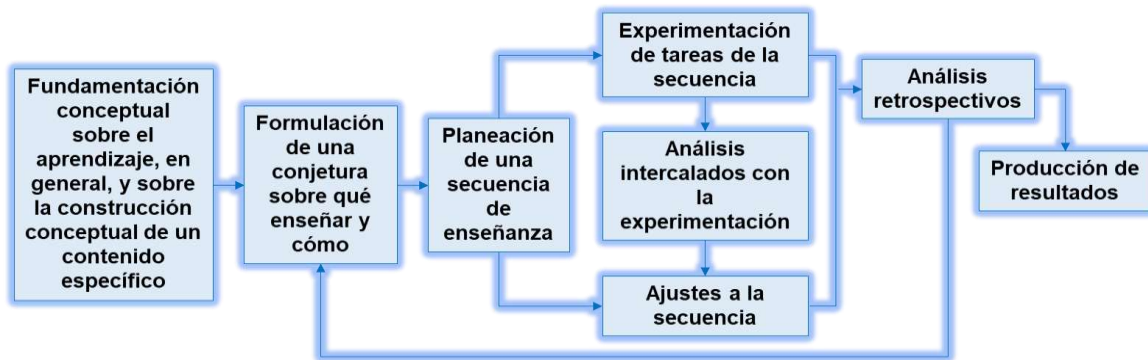 Fundamentación
conceptual
sobre el
aprendizaje, en
general, y sobre
la construcción
conceptual de un
contenido
específico
Formulación
de una
conjetura
sobre qué
enseñar y
cómo
Planeación
de una
secuencia
de
enseñanza
Experimentación
de tareas de la
secuencia
Análisis
intercalados con
la
experimentación
Ajustes a la
secuencia
Análisis
retrospectivos
Producción de
resultados